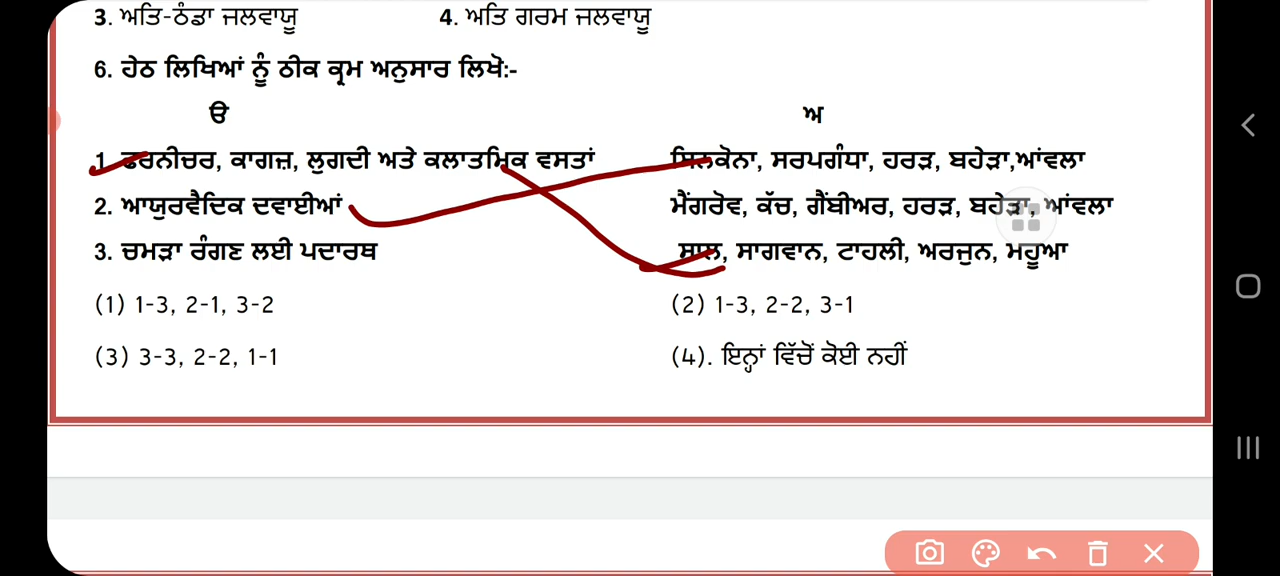 3. ਅਤਿ-ਠੰਡਾ ਜਲਵਾਯੂ 4. ਅਤਿ ਗਰਮ ਜਲਵਾਯੂ
6. ਹੇਠ ਲਿਖਿਆਂ ਨੂੰ ਠੀਕ ਕ੍ਰਮ ਅਨੁਸਾਰ ਲਿਖੋ:-
ੳ ਅ
1. ਫਰਨੀਚਰ, ਕਾਗਜ਼, ਲੁਗਦੀ ਅਤੇ ਕਲਾਤਮਿਕ ਵਸਤਾਂ ਸਿਨਕੋਨਾ, ਸਰਪਗੰਧਾ, ਹਰੜ, ਬਹੇੜਾ,ਆਂਵਲਾ
2. ਆਯੁਰਵੈਦਿਕ ਦਵਾਈਆਂ ਮੈਂਗਰੋਵ, ਕੱਚ, ਗੈਂਬੀਅਰ, ਹਰੜ, ਬਹੇੜਾ, ਆਂਵਲਾ
3. ਚਮੜਾ ਰੰਗਣ ਲਈ ਪਦਾਰਥ ਸਾਲ, ਸਾਗਵਾਨ, ਟਾਹਲੀ, ਅਰਜੁਨ, ਮਹੂਆ
(1) 1-3, 2-1, 3-2 (2) 1-3, 2-2, 3-1
(3) 3-3, 2-2, 1-1 (4). ਇਨ੍ਹਾਂ ਵਿੱਚੋਂ ਕੋਈ ਨਹੀਂ